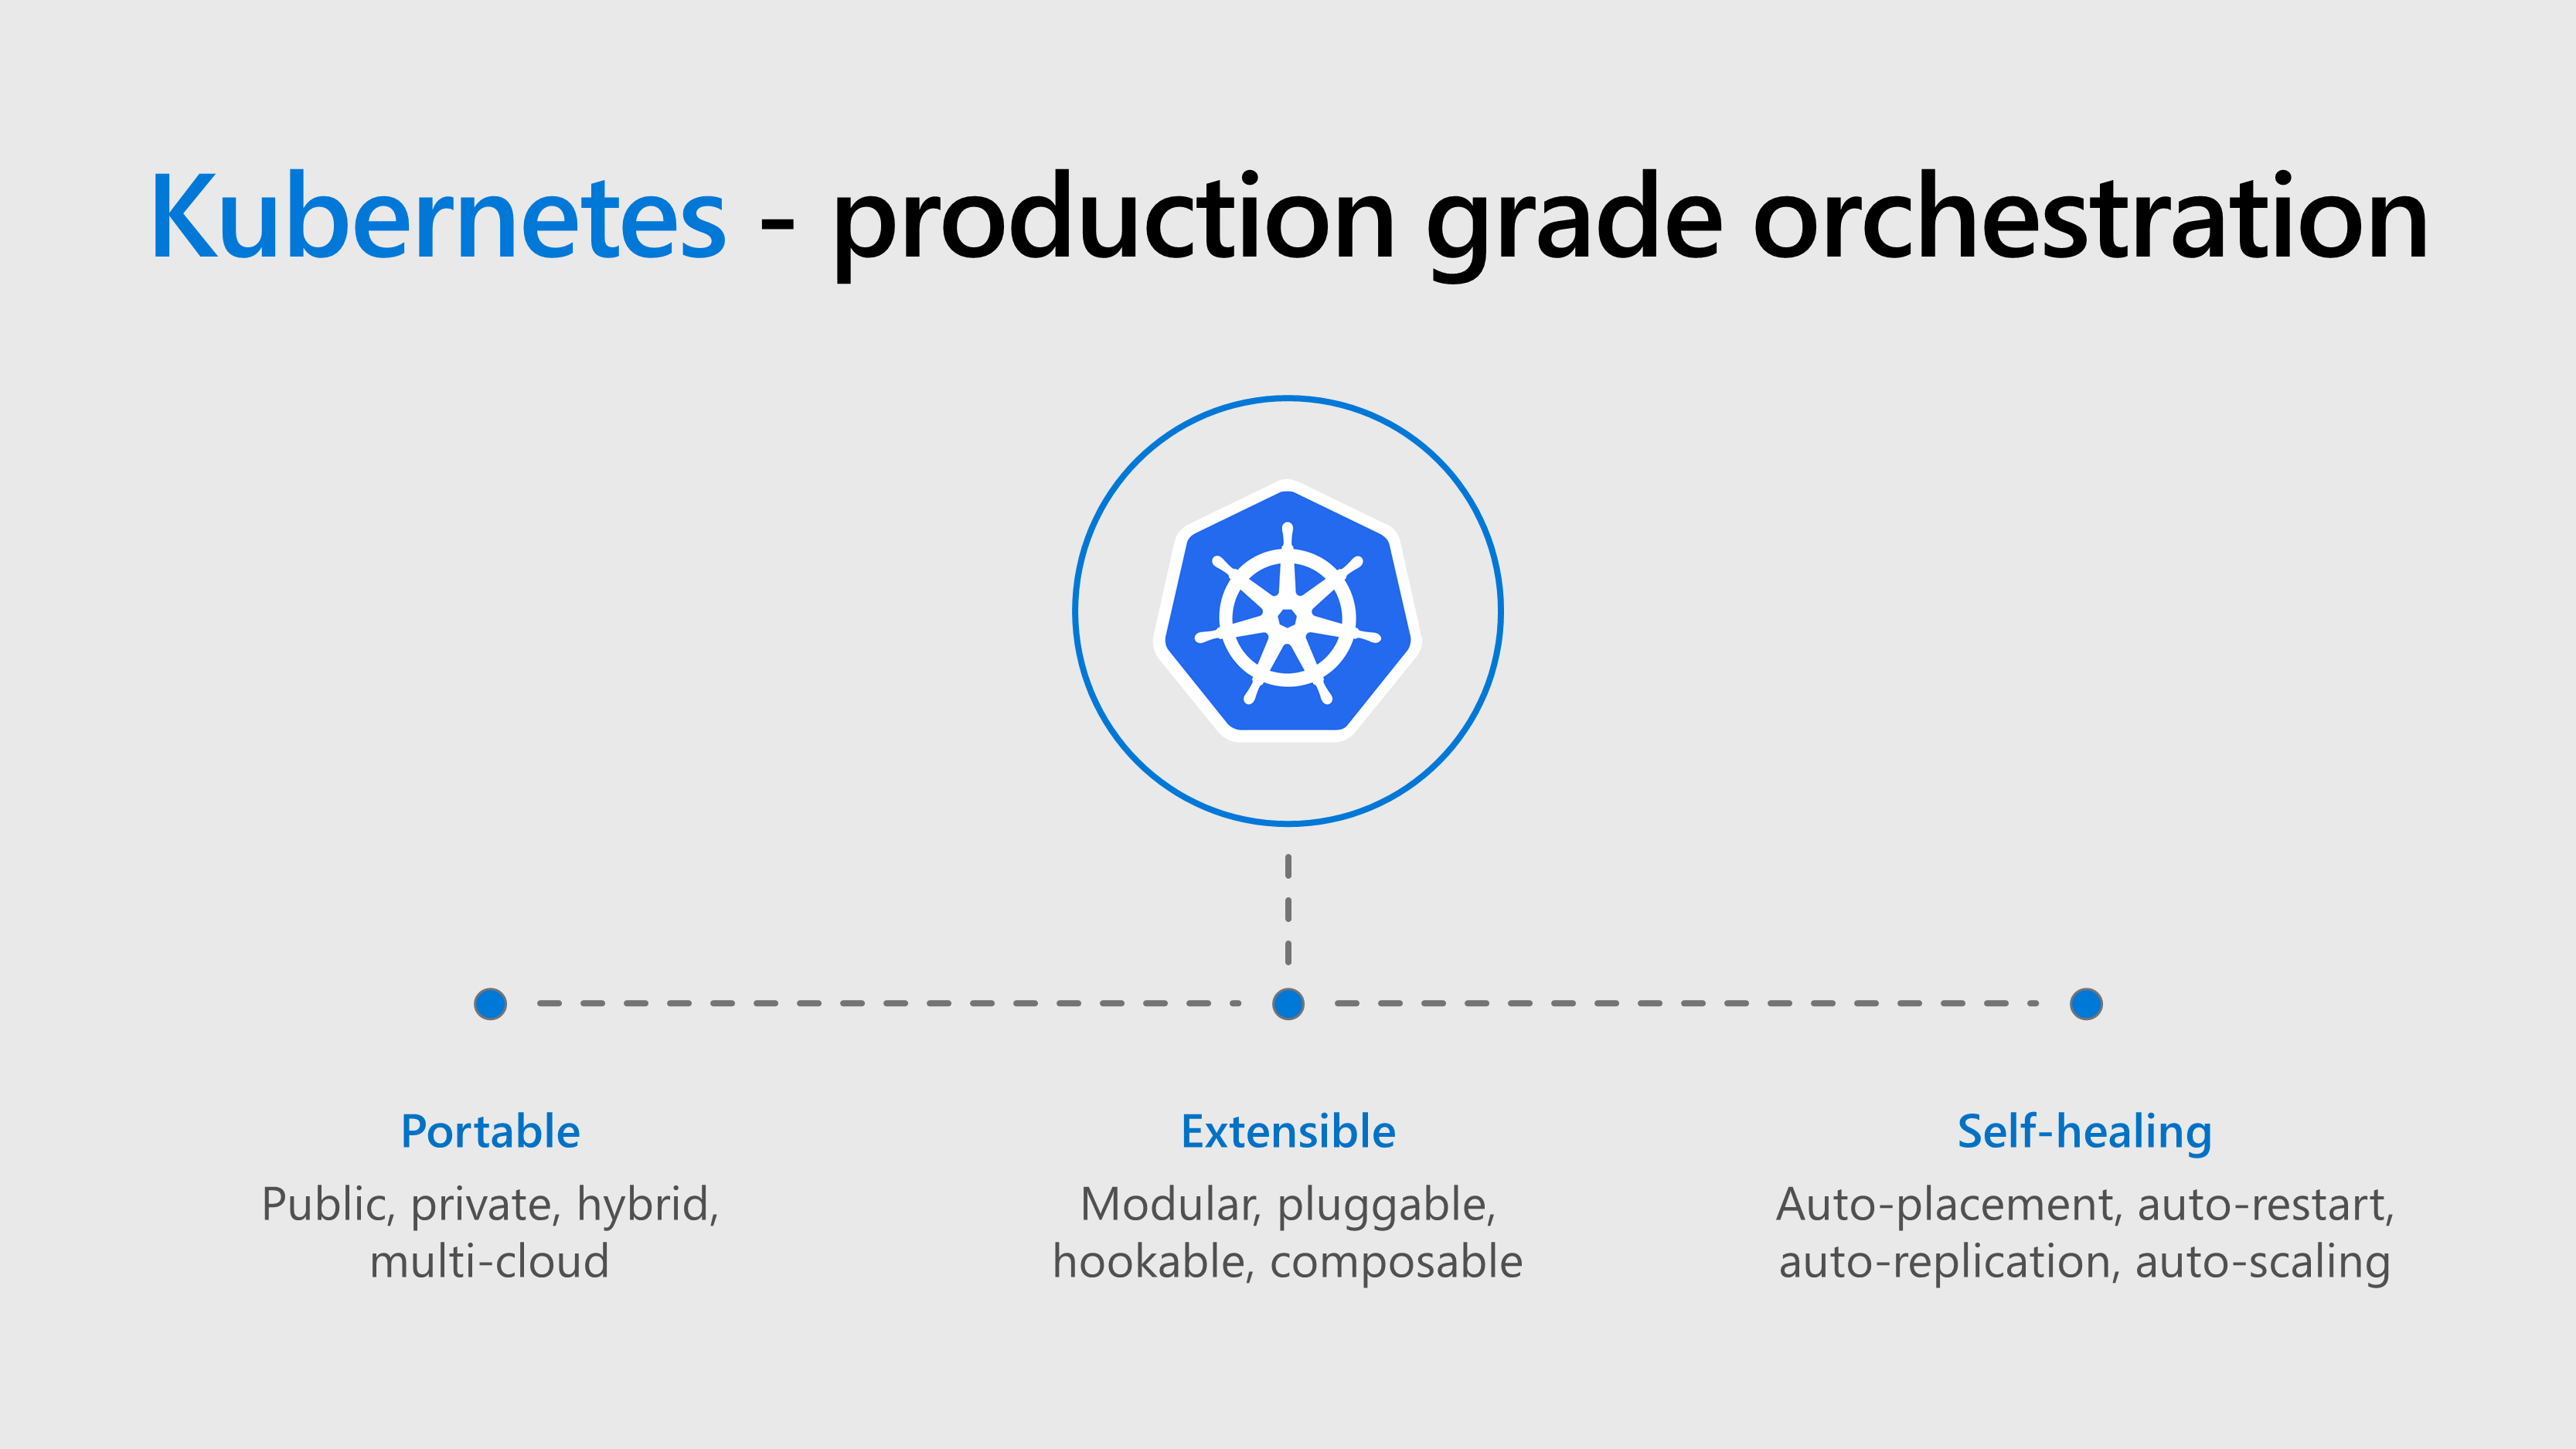 Kubernetes - production grade orchestration
Portable
Public, private, hybrid,
multi-cloud
Extensible
Modular, pluggable,
hookable, composable
Self-healing
Auto-placement, auto-restart,
auto-replication, auto-scaling